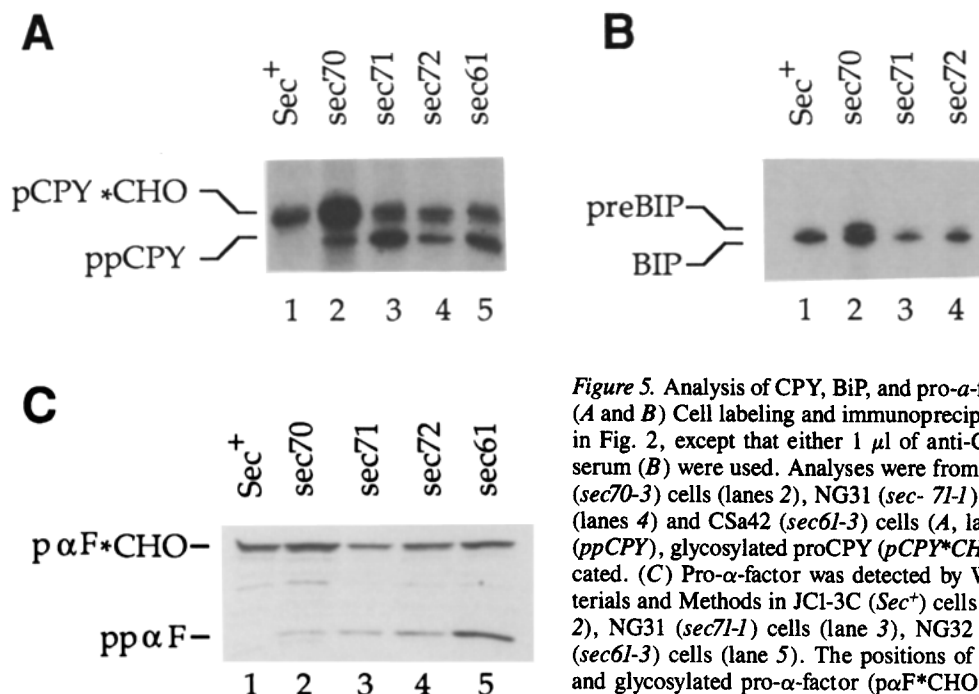 A
Sec+ sec70 sec71 sec72 sec61
pCPY *CHO
ppCPY
1 2 3 4 5
B
Sec+ sec70 sec71 sec72
preBIP
BIP
1 2 3 4
C
Sec+ sec70 sec71 sec72 sec61
pαF*CHO
ppαF
1 2 3 4 5
Figure 5. Analysis of CPY, BiP, and pro-a-
(A and B) Cell labeling and immunoprecip
in Fig. 2, except that either 1 μl of anti-
serum (B) were used. Analyses were from
(sec70-3) cells (lanes 2), NG31 (sec- 71-1)
(lanes 4) and CSa42 (sec61-3) cells (A, la
(ppCPY), glycosylated proCPY (pCPY*CH
cated. (C) Pro-α-factor was detected by
terials and Methods in JC1-3C (Sec+) cells
2), NG31 (sec71-1) cells (lane 3), NG32
(sec61-3) cells (lane 5). The positions of
and glycosylated pro-α-factor (pαF*CHO